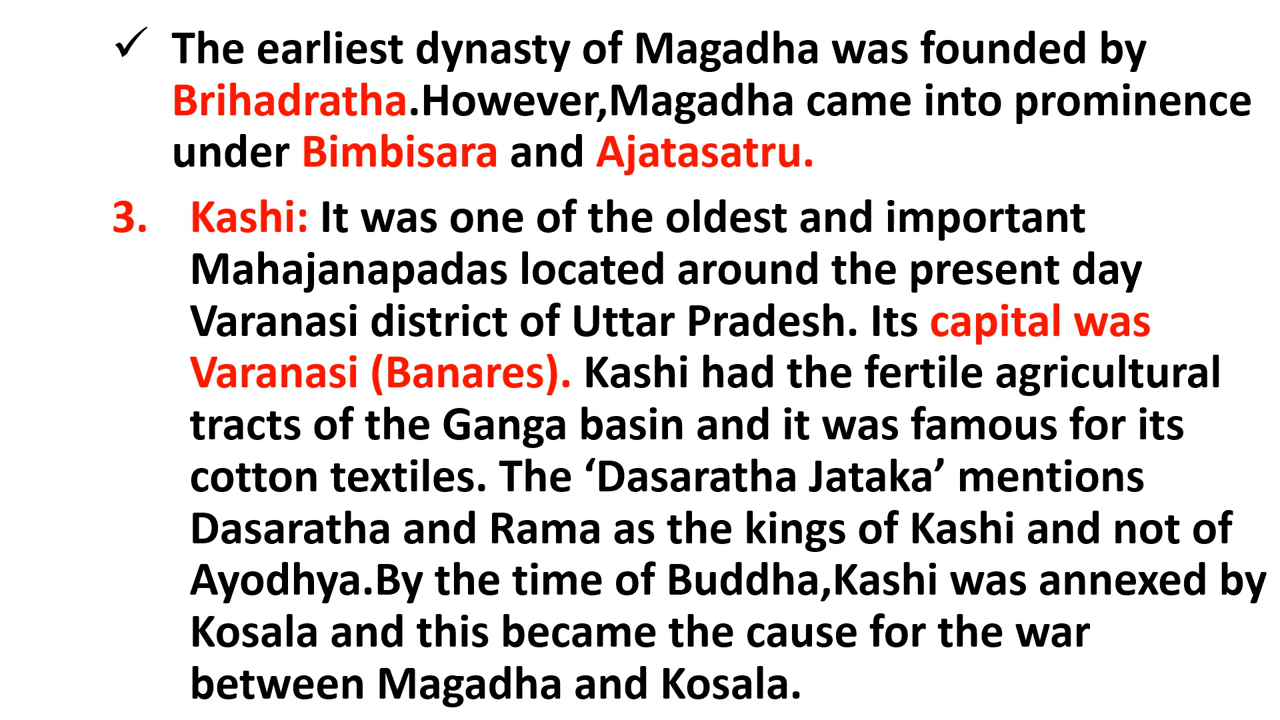 ✓ The earliest dynasty of Magadha was founded by
Brihadratha.However,Magadha came into prominence
under Bimbisara and Ajatasatru.
3. Kashi: It was one of the oldest and important
Mahajanapadas located around the present day
Varanasi district of Uttar Pradesh. Its capital was
Varanasi (Banares). Kashi had the fertile agricultural
tracts of the Ganga basin and it was famous for its
cotton textiles. The ‘Dasaratha Jataka’ mentions
Dasaratha and Rama as the kings of Kashi and not of
Ayodhya.By the time of Buddha,Kashi was annexed by
Kosala and this became the cause for the war
between Magadha and Kosala.